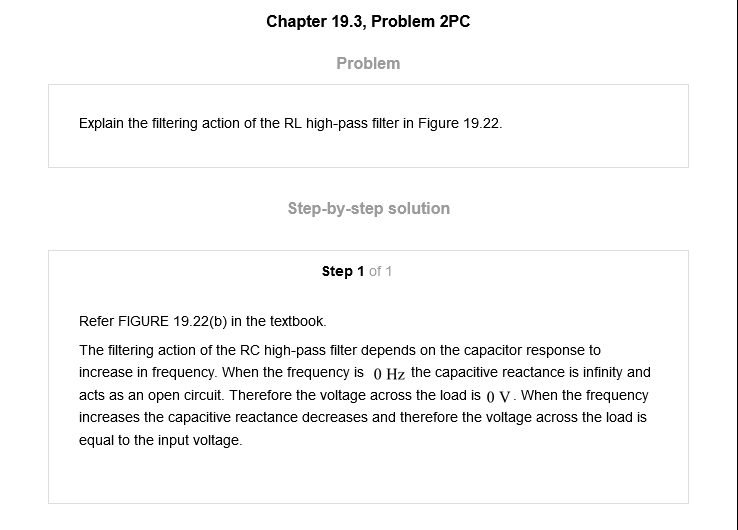 Chapter 19.3, Problem 2PC
Problem
Explain the filtering action of the RL high-pass filter in Figure 19.22.
Step-by-step solution
Step 1 of 1
Refer FIGURE 19.22(b) in the textbook.
The filtering action of the RC high-pass filter depends on the capacitor response to
increase in frequency. When the frequency is 0 Hz the capacitive reactance is infinity and
acts as an open circuit. Therefore the voltage across the load is 0 V. When the frequency
increases the capacitive reactance decreases and therefore the voltage across the load is
equal to the input voltage.